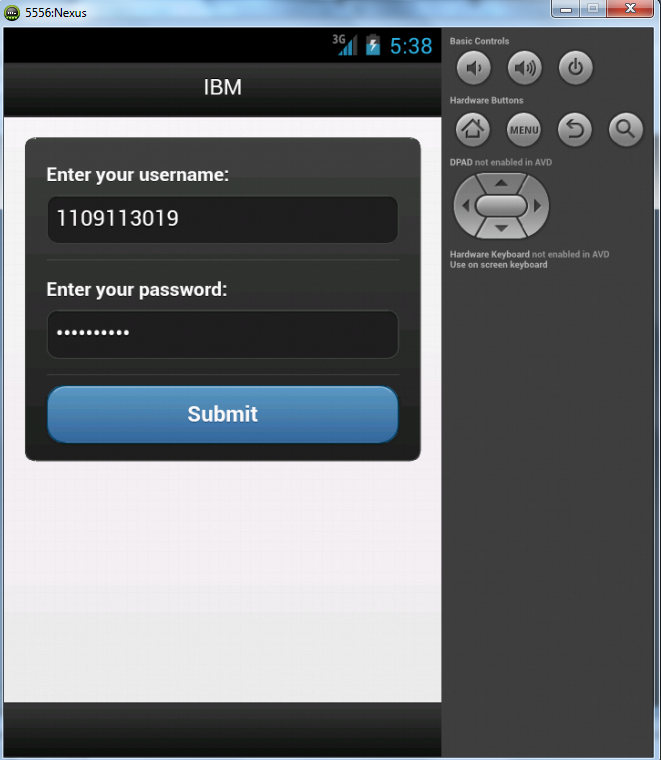 5556:Nexus
3G 5:38
IBM
Enter your username:
1109113019
Enter your password:
••••••••••
Submit
Basic Controls
Hardware Buttons
MENU
DPAD not enabled in AVD
Hardware Keyboard not enabled in AVD
Use on screen keyboard